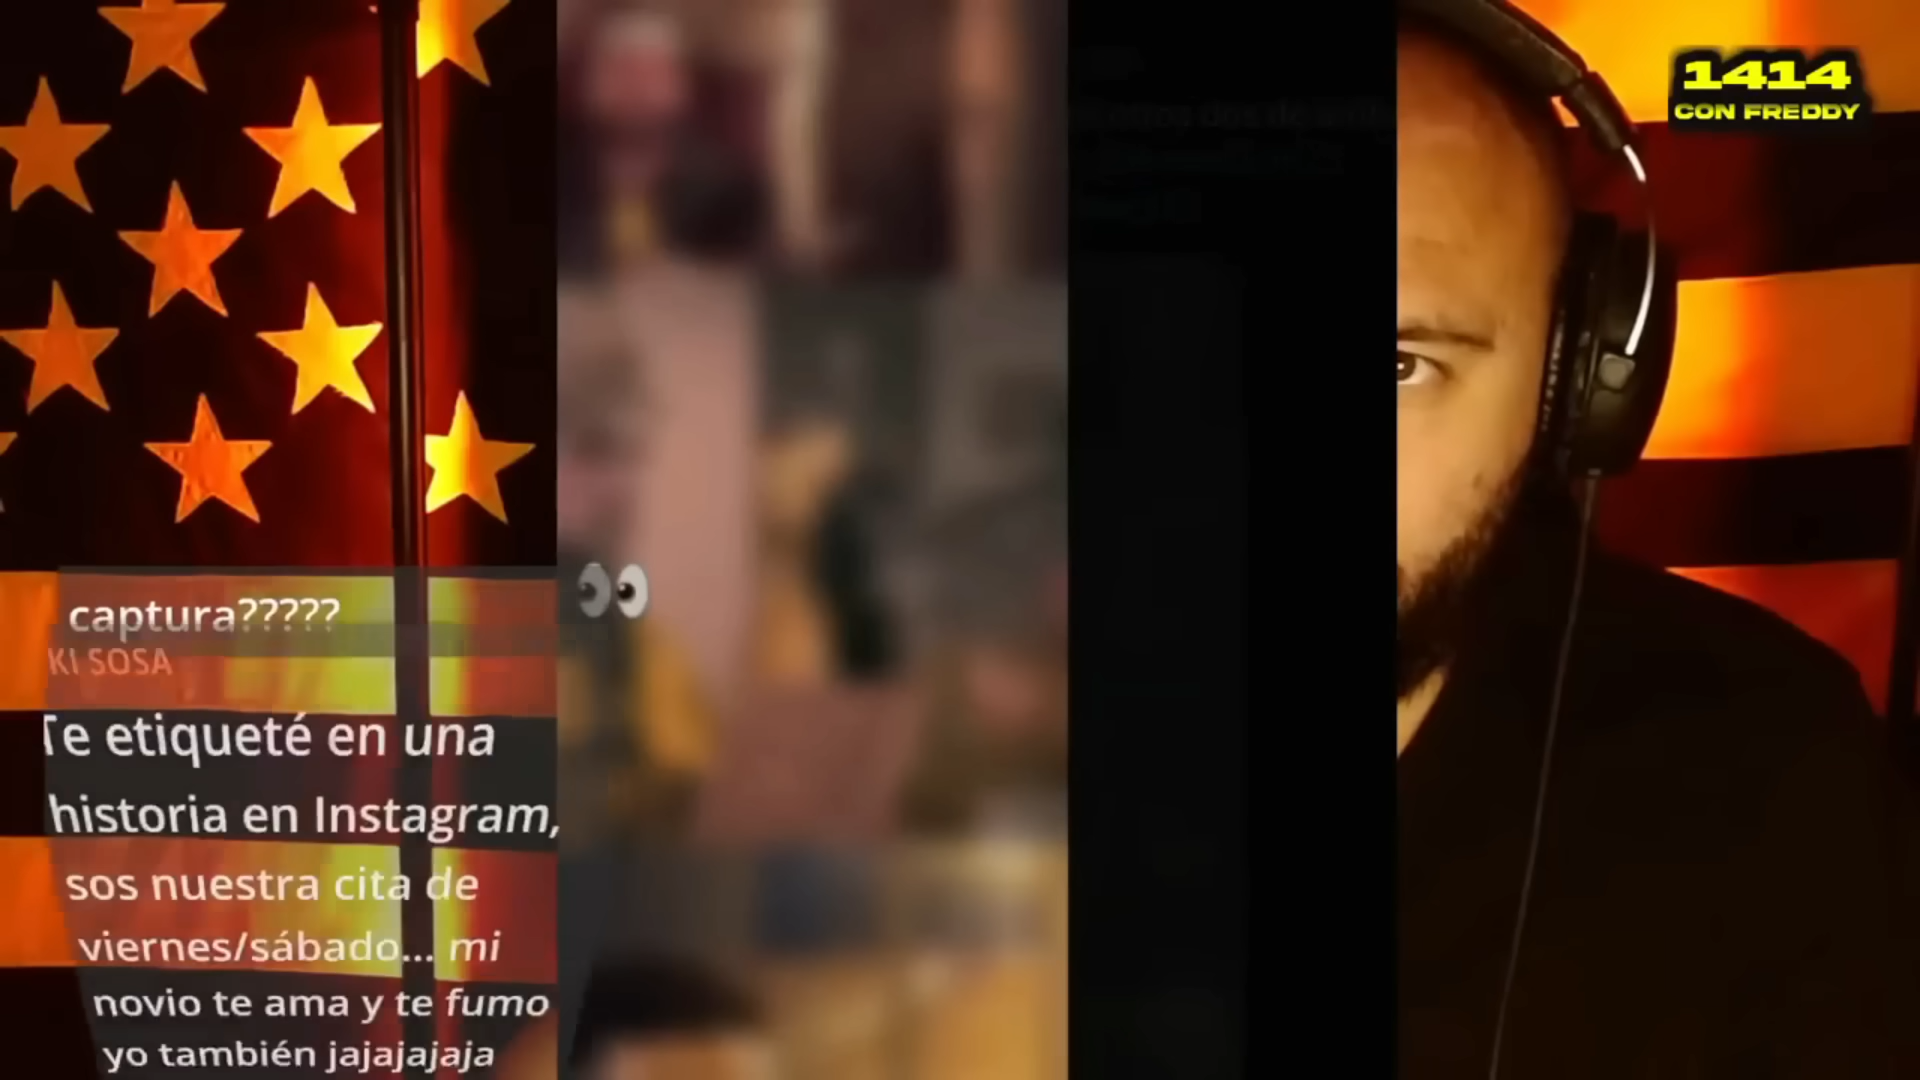 1414
CON FREDDY
captura?????
KI SOSA
Te etiqueté en una
historia en Instagram,
sos nuestra cita de
viernes/sábado... mi
novio te ama y te fumo
yo también jajajajaja